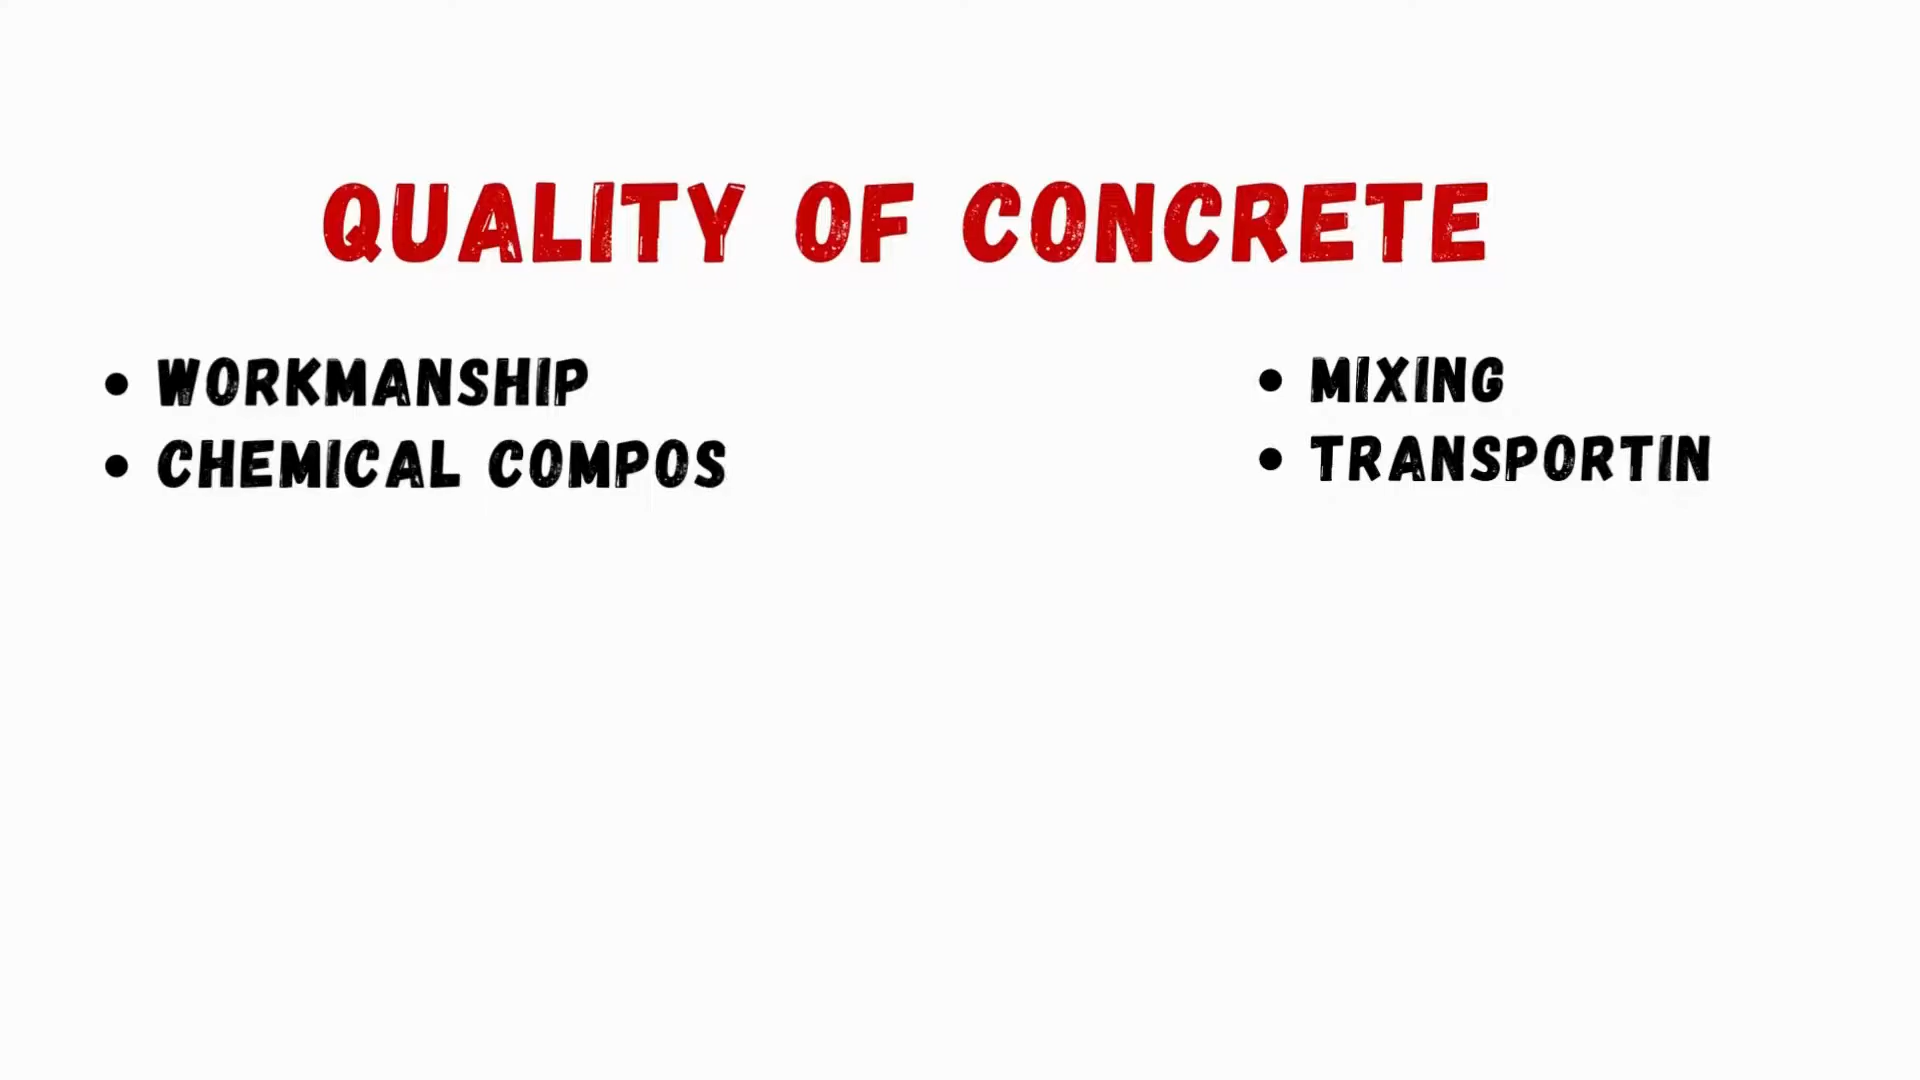 QUALITY OF CONCRETE
• WORKMANSHIP
• CHEMICAL COMPOS
• MIXING
• TRANSPORTIN